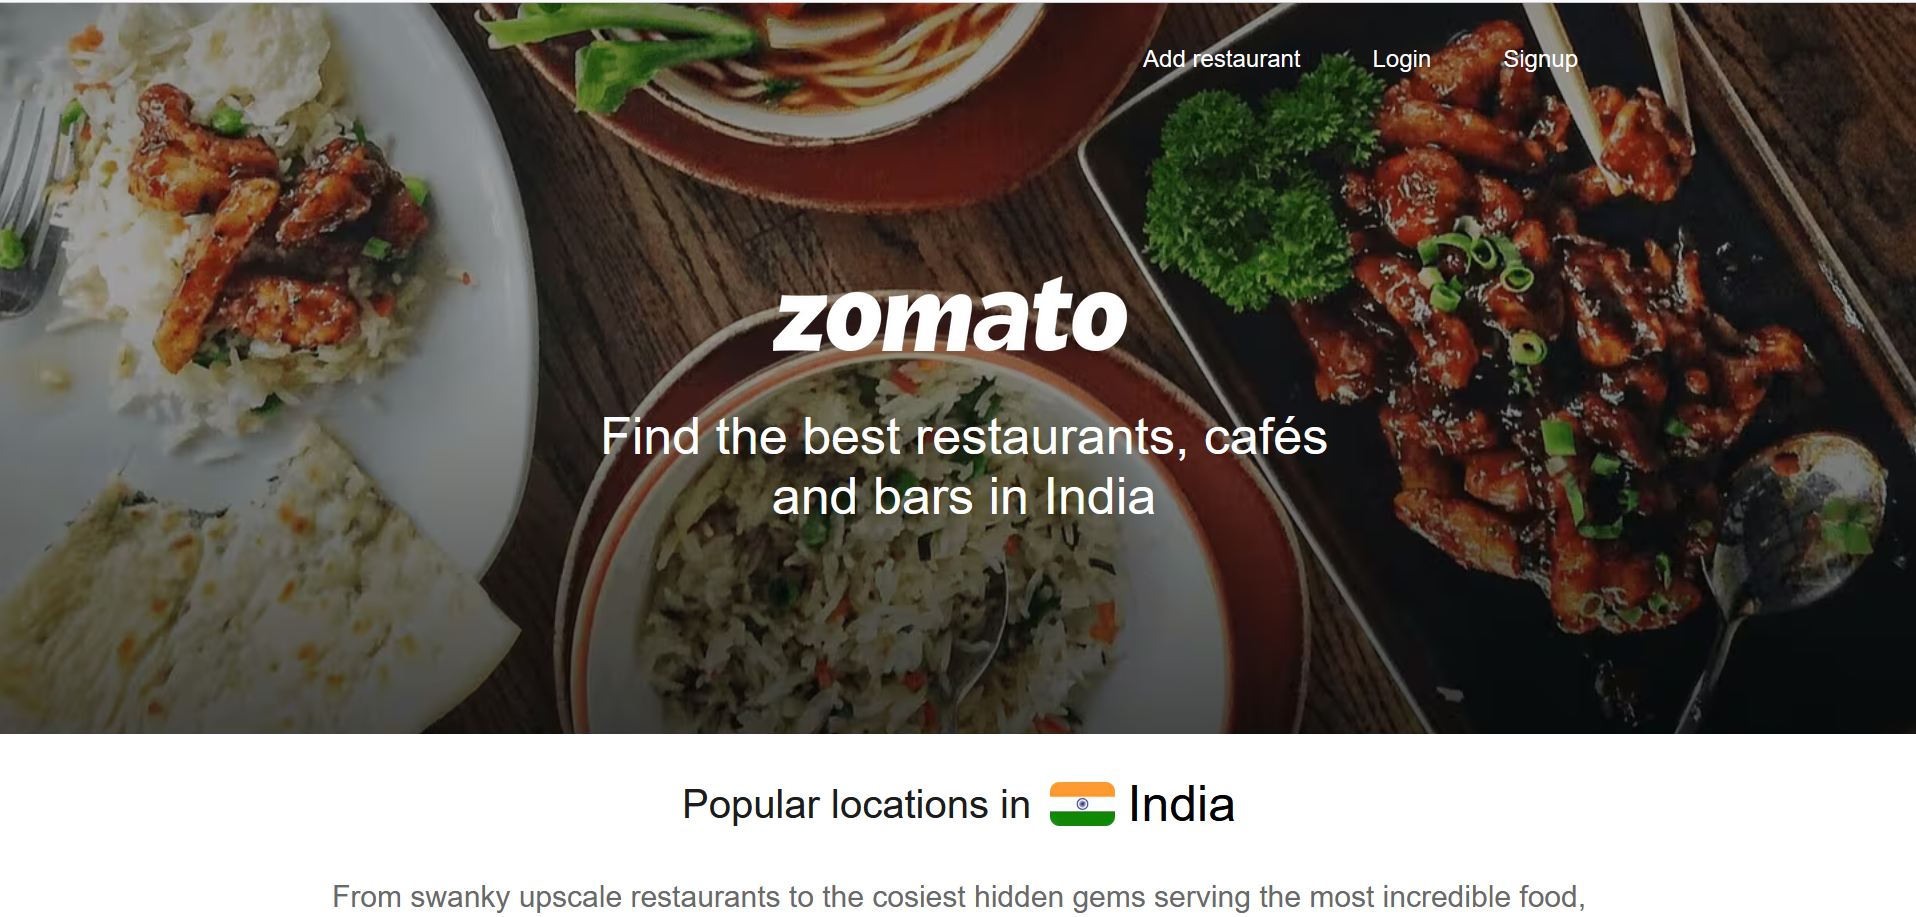 Add restaurant Login Signup
zomato
Find the best restaurants, cafés
and bars in India
Popular locations in India
From swanky upscale restaurants to the cosiest hidden gems serving the most incredible food,